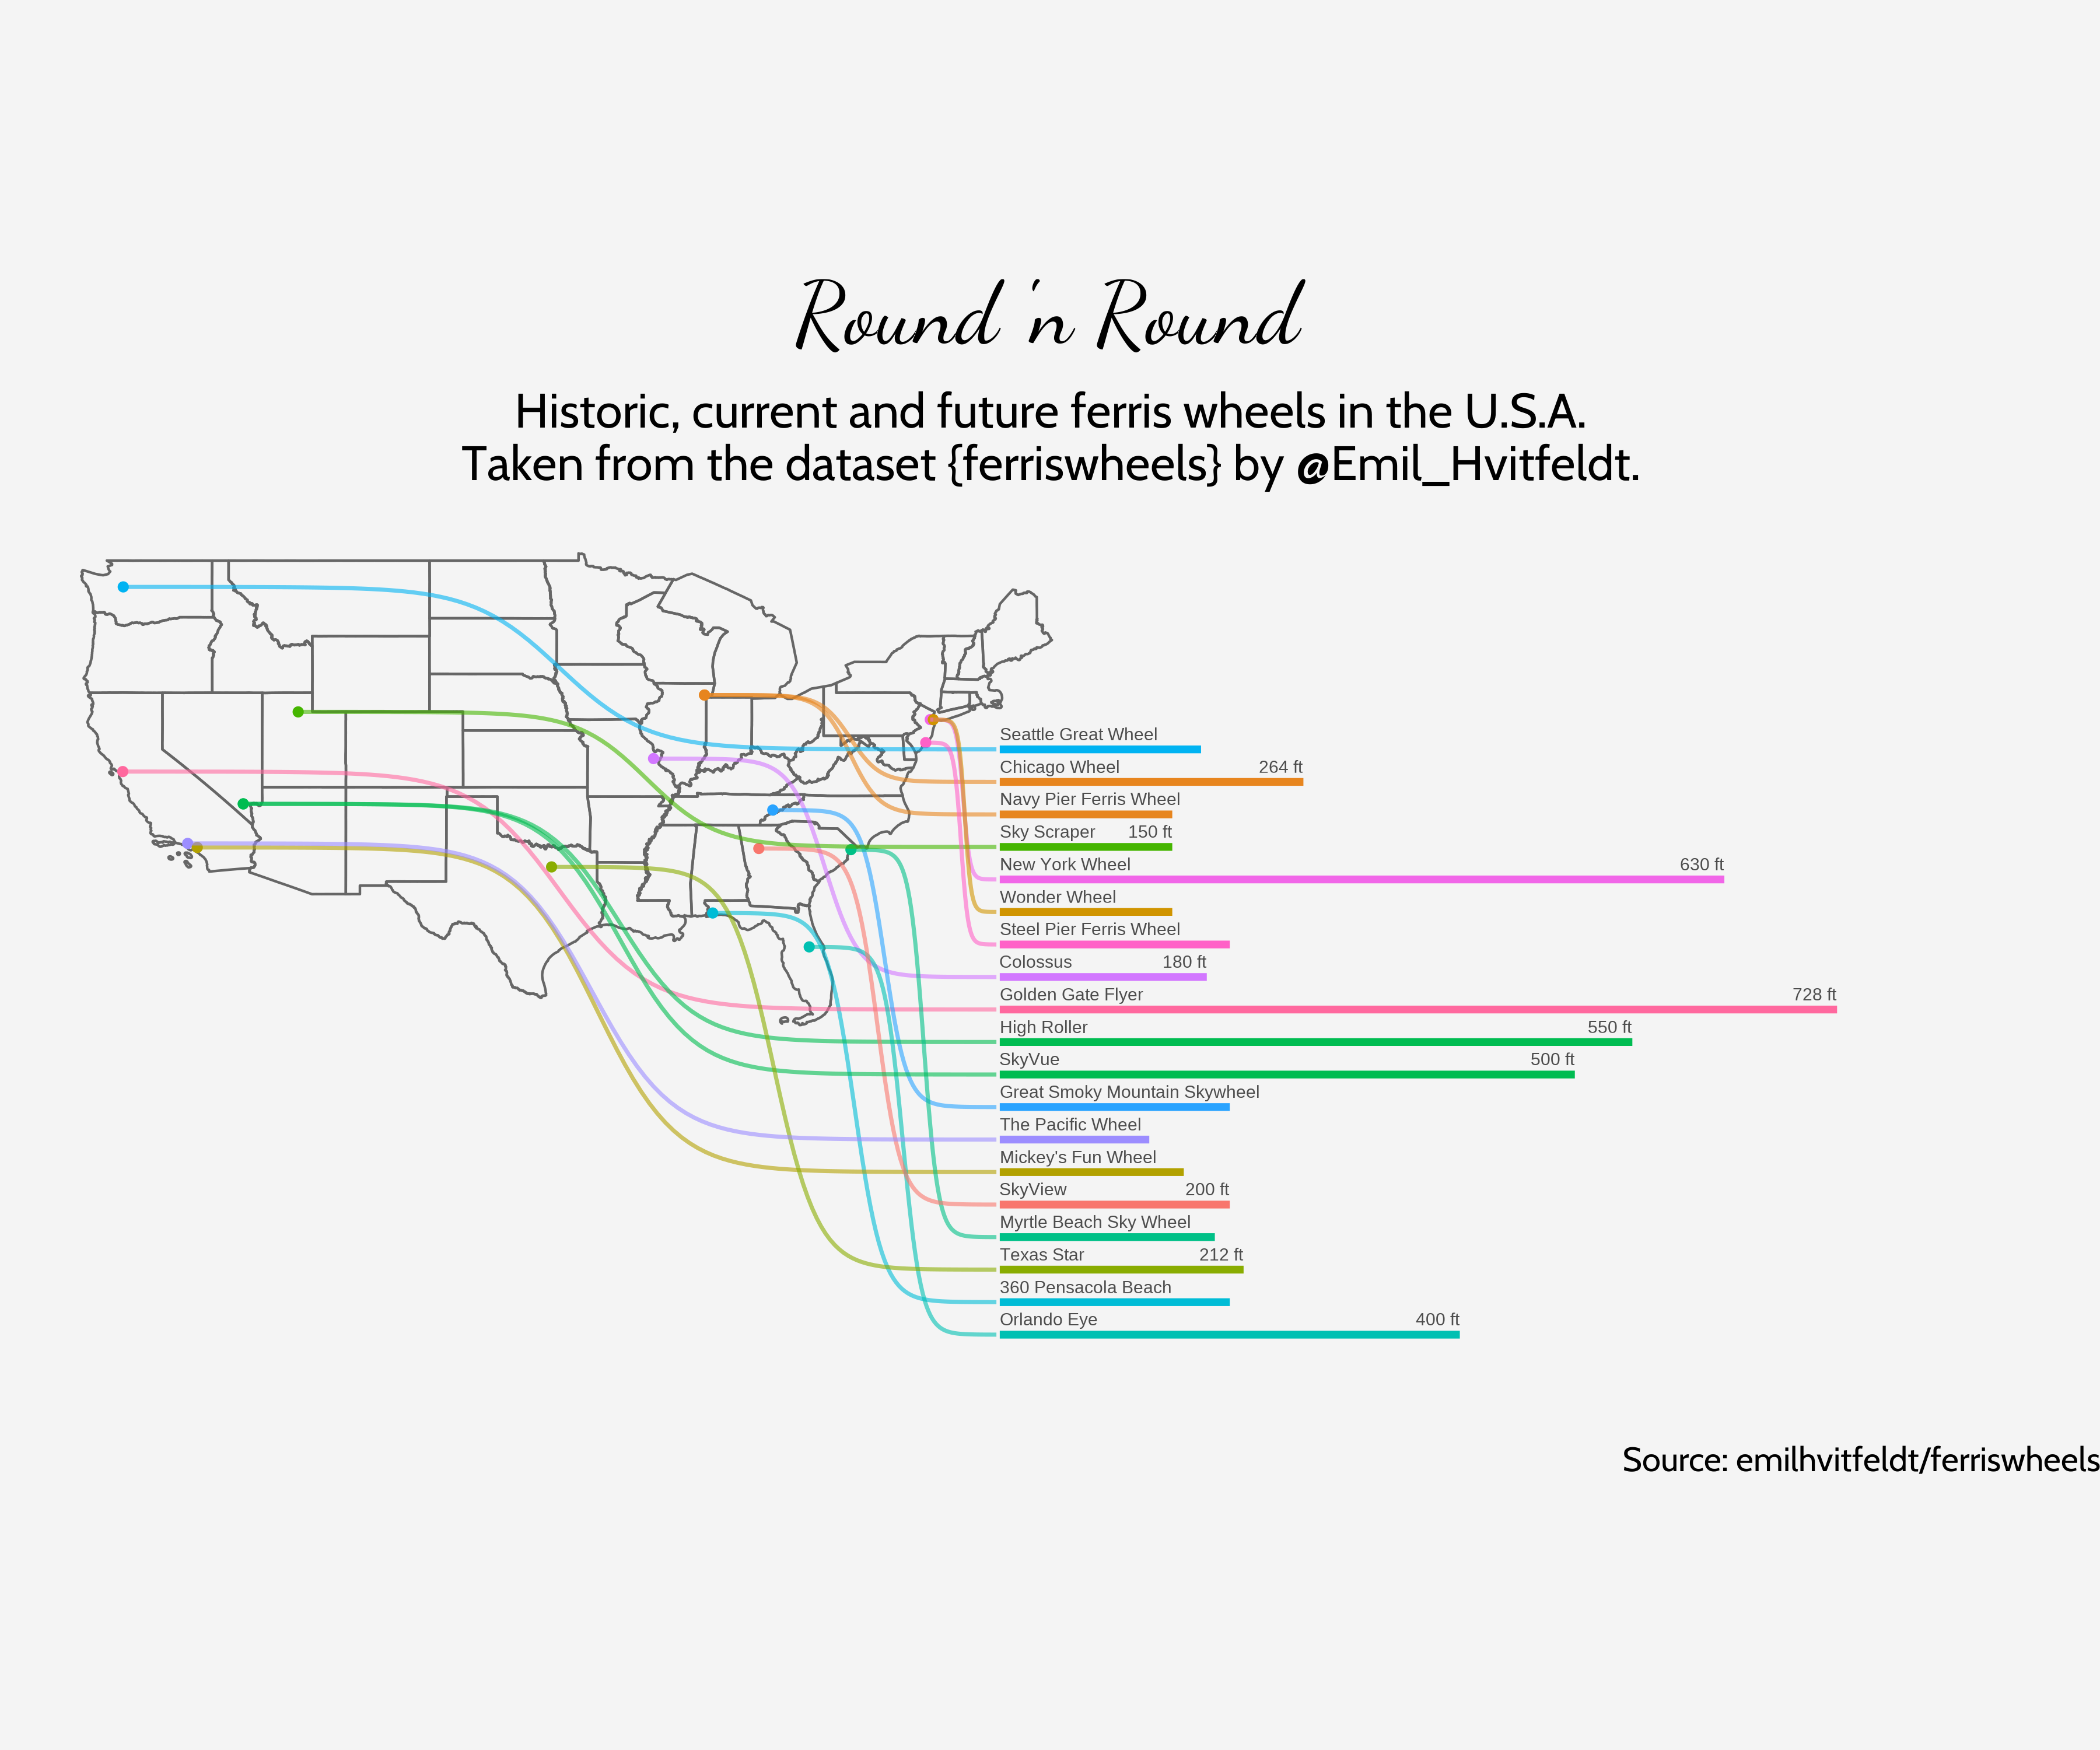 Round 'n Round
Historic, current and future ferris wheels in the U.S.A.
Taken from the dataset {ferriswheels} by @Emil_Hvitfeldt.
Seattle Great Wheel
Chicago Wheel 264 ft
Navy Pier Ferris Wheel
Sky Scraper 150 ft
New York Wheel 630 ft
Wonder Wheel
Steel Pier Ferris Wheel
Colossus 180 ft
Golden Gate Flyer 728 ft
High Roller 550 ft
SkyVue 500 ft
Great Smoky Mountain Skywheel
The Pacific Wheel
Mickey's Fun Wheel
SkyView 200 ft
Myrtle Beach Sky Wheel
Texas Star 212 ft
360 Pensacola Beach
Orlando Eye 400 ft
Source: emilhvitfeldt/ferriswheels